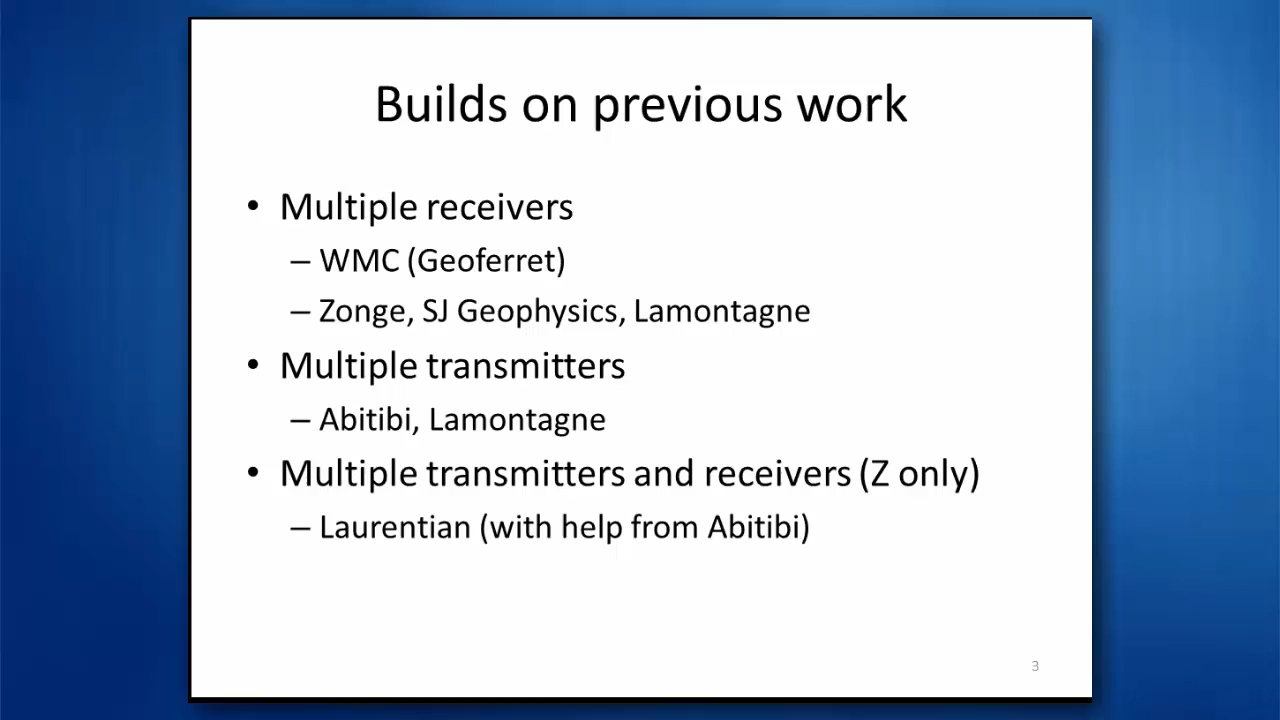 Builds on previous work
• Multiple receivers
– WMC (Geoferret)
– Zonge, SJ Geophysics, Lamontagne
• Multiple transmitters
– Abitibi, Lamontagne
• Multiple transmitters and receivers (Z only)
– Laurentian (with help from Abitibi)
3